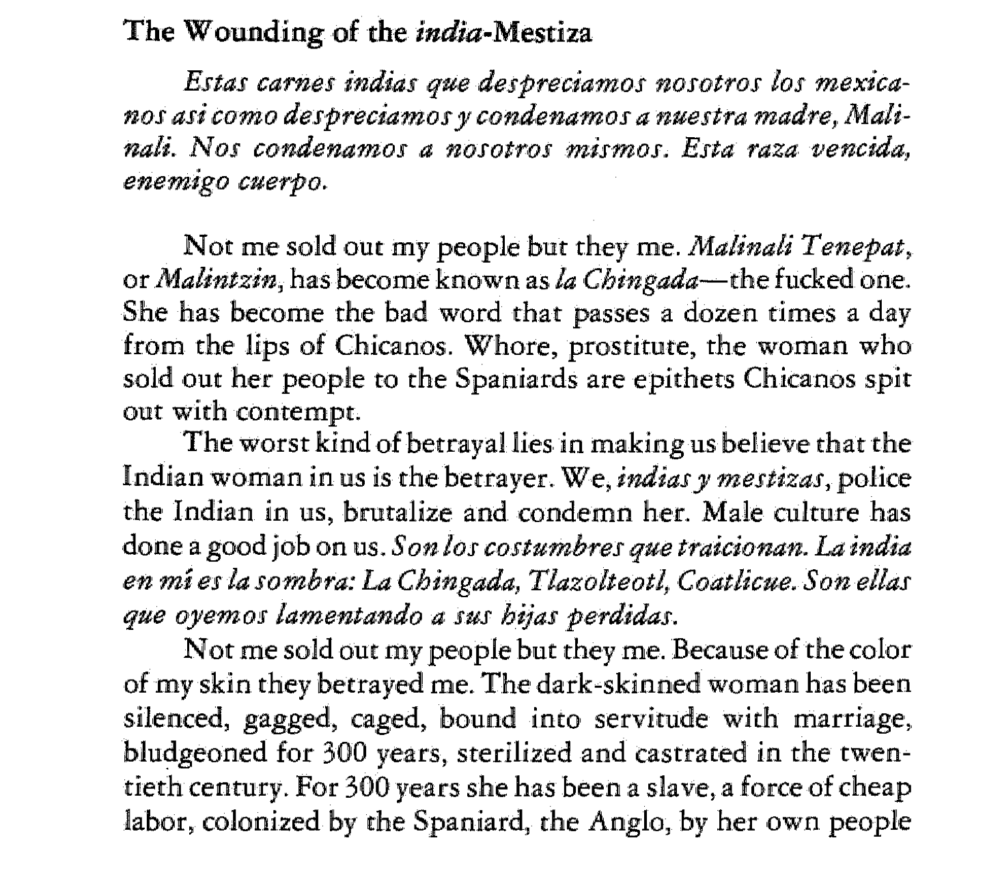 The Wounding of the india-Mestiza
Estas carnes indias que despreciamos nosotros los mexica-
nos asi como despreciamos y condenamos a nuestra madre, Mali-
nali. Nos condenamos a nosotros mismos. Esta raza vencida,
enemigo cuerpo.
Not me sold out my people but they me. Malinali Tenepat,
or Malintzin, has become known as la Chingada—the fucked one.
She has become the bad word that passes a dozen times a day
from the lips of Chicanos. Whore, prostitute, the woman who
sold out her people to the Spaniards are epithets Chicanos spit
out with contempt.
The worst kind of betrayal lies in making us believe that the
Indian woman in us is the betrayer. We, indias y mestizas, police
the Indian in us, brutalize and condemn her. Male culture has
done a good job on us. Son los costumbres que traicionan. La india
en mí es la sombra: La Chingada, Tlazolteotl, Coatlicue. Son ellas
que oyemos lamentando a sus hijas perdidas.
Not me sold out my people but they me. Because of the color
of my skin they betrayed me. The dark-skinned woman has been
silenced, gagged, caged, bound into servitude with marriage,
bludgeoned for 300 years, sterilized and castrated in the twen-
tieth century. For 300 years she has been a slave, a force of cheap
labor, colonized by the Spaniard, the Anglo, by her own people